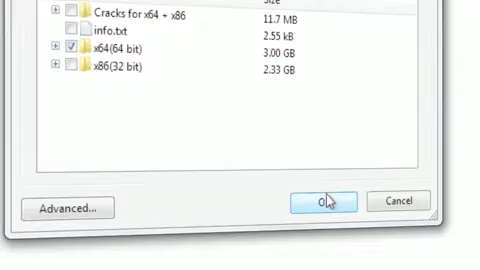 Size
Cracks for x64 + x86 11.7 MB
info.txt 2.55 kB
x64(64 bit) 3.00 GB
x86(32 bit) 2.33 GB
Advanced... Cancel